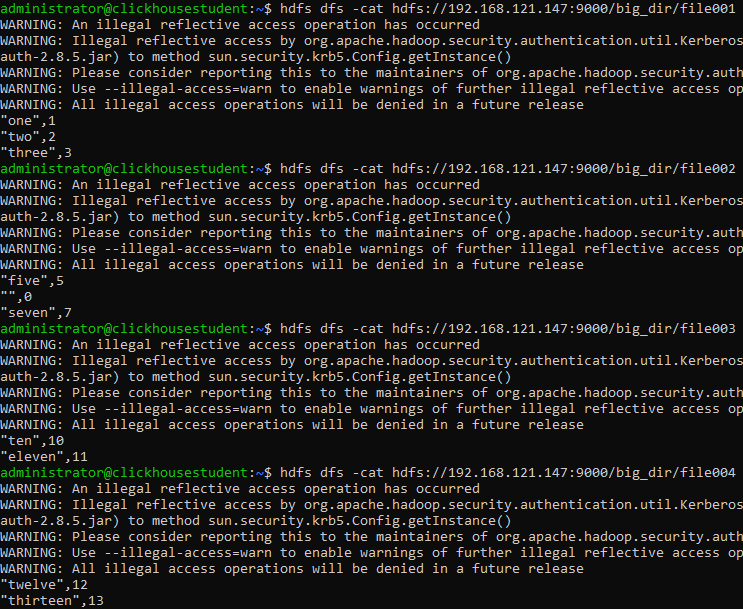 administrator@clickhousestudent:~$ hdfs dfs -cat hdfs://192.168.121.147:9000/big_dir/file001
WARNING: An illegal reflective access operation has occurred
WARNING: Illegal reflective access by org.apache.hadoop.security.authentication.util.Kerberos
auth-2.8.5.jar) to method sun.security.krb5.Config.getInstance()
WARNING: Please consider reporting this to the maintainers of org.apache.hadoop.security.auth
WARNING: Use --illegal-access=warn to enable warnings of further illegal reflective access op
WARNING: All illegal access operations will be denied in a future release
"one",1
"two",2
"three",3
administrator@clickhousestudent:~$ hdfs dfs -cat hdfs://192.168.121.147:9000/big_dir/file002
WARNING: An illegal reflective access operation has occurred
WARNING: Illegal reflective access by org.apache.hadoop.security.authentication.util.Kerberos
auth-2.8.5.jar) to method sun.security.krb5.Config.getInstance()
WARNING: Please consider reporting this to the maintainers of org.apache.hadoop.security.auth
WARNING: Use --illegal-access=warn to enable warnings of further illegal reflective access op
WARNING: All illegal access operations will be denied in a future release
"five",5
"",0
"seven",7
administrator@clickhousestudent:~$ hdfs dfs -cat hdfs://192.168.121.147:9000/big_dir/file003
WARNING: An illegal reflective access operation has occurred
WARNING: Illegal reflective access by org.apache.hadoop.security.authentication.util.Kerberos
auth-2.8.5.jar) to method sun.security.krb5.Config.getInstance()
WARNING: Please consider reporting this to the maintainers of org.apache.hadoop.security.auth
WARNING: Use --illegal-access=warn to enable warnings of further illegal reflective access op
WARNING: All illegal access operations will be denied in a future release
"ten",10
"eleven",11
administrator@clickhousestudent:~$ hdfs dfs -cat hdfs://192.168.121.147:9000/big_dir/file004
WARNING: An illegal reflective access operation has occurred
WARNING: Illegal reflective access by org.apache.hadoop.security.authentication.util.Kerberos
auth-2.8.5.jar) to method sun.security.krb5.Config.getInstance()
WARNING: Please consider reporting this to the maintainers of org.apache.hadoop.security.auth
WARNING: Use --illegal-access=warn to enable warnings of further illegal reflective access op
WARNING: All illegal access operations will be denied in a future release
"twelve",12
"thirteen",13